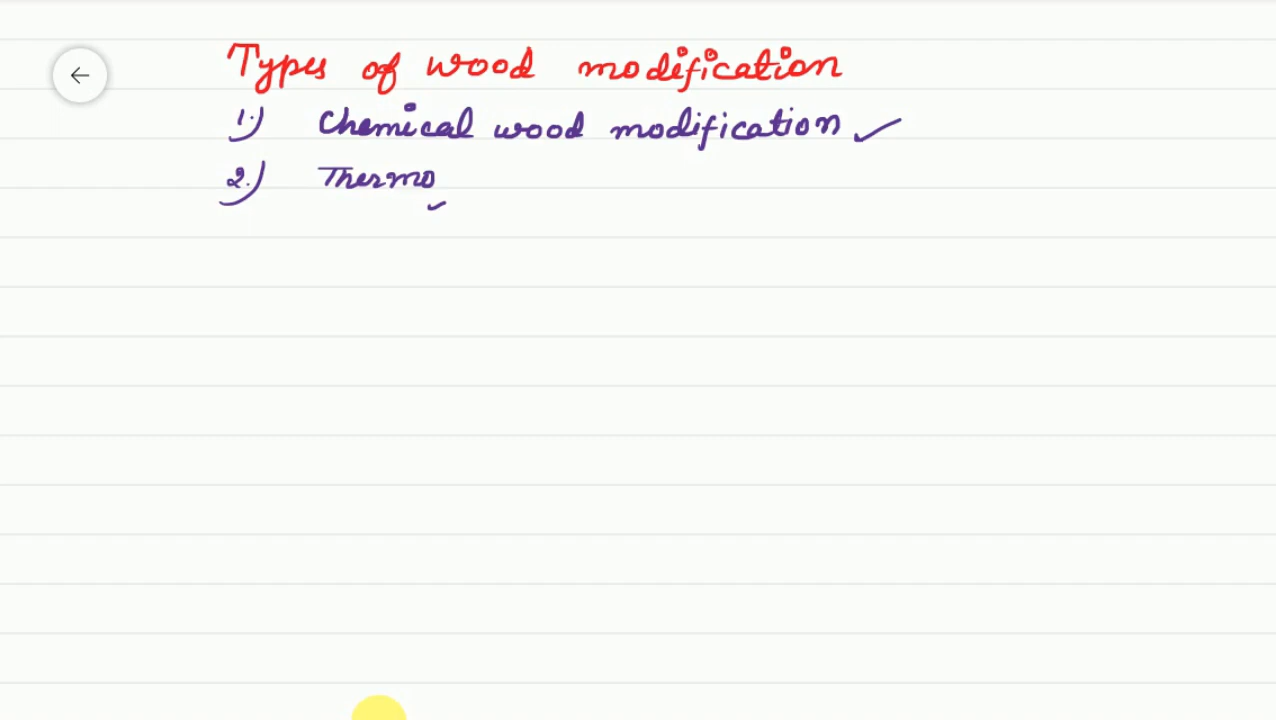 Types of wood modification
1.) Chemical wood modification
2.) Thermo